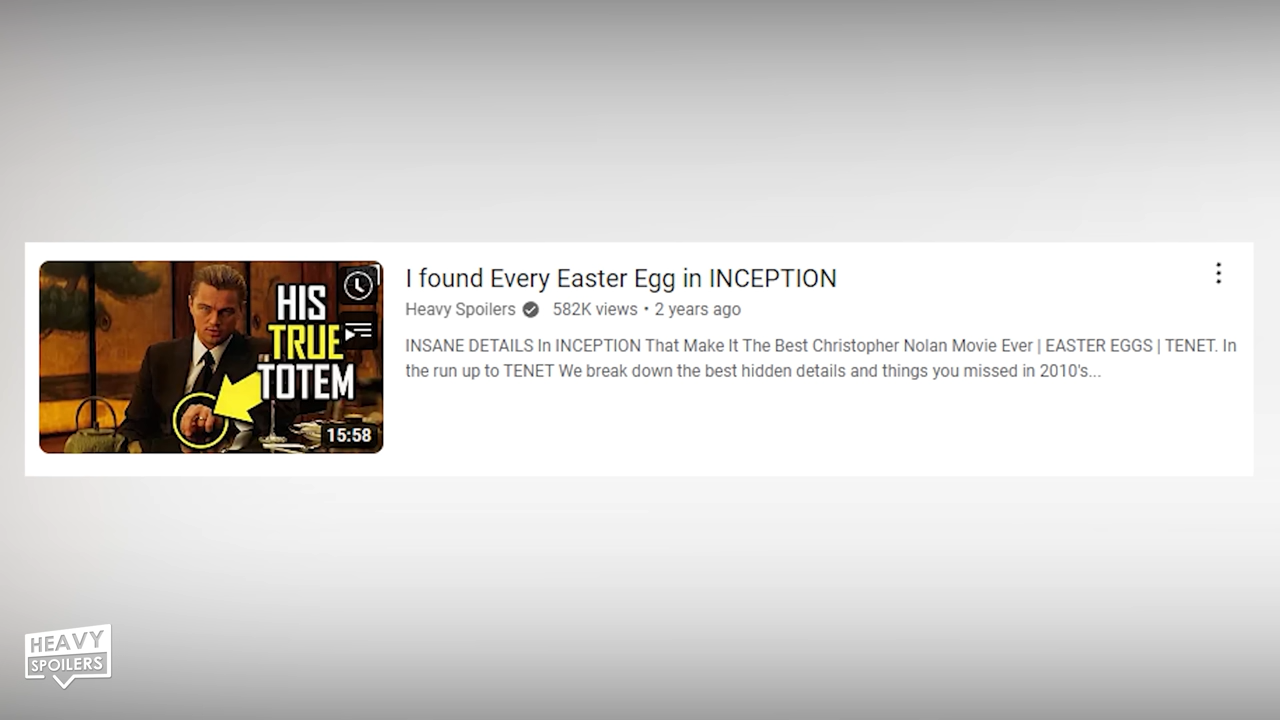 HIS
TRUE
TOTEM
15:58
I found Every Easter Egg in INCEPTION
Heavy Spoilers 582K views • 2 years ago
INSANE DETAILS In INCEPTION That Make It The Best Christopher Nolan Movie Ever | EASTER EGGS | TENET. In
the run up to TENET We break down the best hidden details and things you missed in 2010's...
HEAVY
SPOILERS